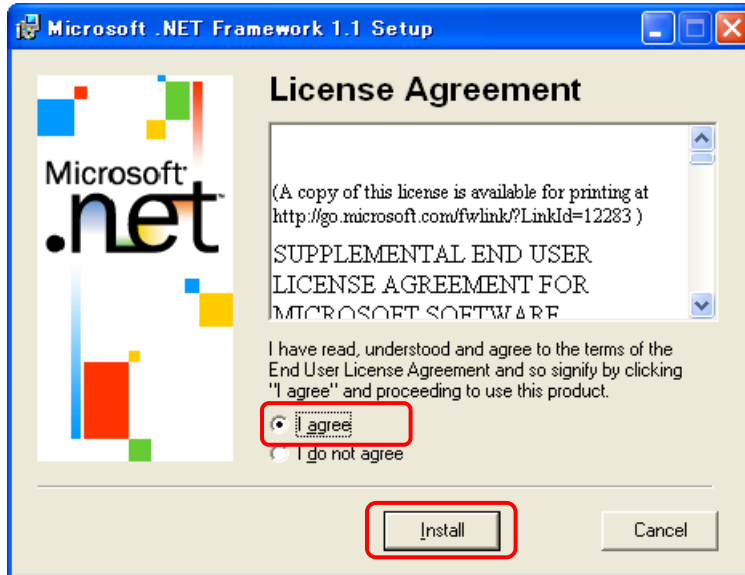 Microsoft .NET Framework 1.1 Setup
Microsoft
.net™
License Agreement
(A copy of this license is available for printing at
http://go.microsoft.com/fwlink/?LinkId=12283 )
SUPPLEMENTAL END USER
LICENSE AGREEMENT FOR
MICROSOFT SOFTWARE
I have read, understood and agree to the terms of the
End User License Agreement and so signify by clicking
"I agree" and proceeding to use this product.
I agree
I do not agree
Install
Cancel